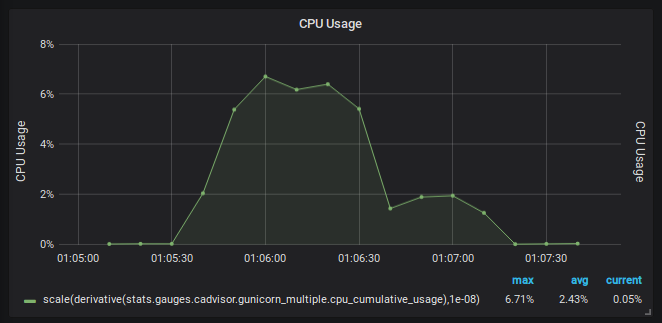 CPU Usage
8%
6%
4%
2%
0%
CPU Usage
CPU Usage
01:05:00 01:05:30 01:06:00 01:06:30 01:07:00 01:07:30
max avg current
scale(derivative(stats.gauges.cadvisor.gunicorn_multiple.cpu_cumulative_usage),1e-08) 6.71% 2.43% 0.05%